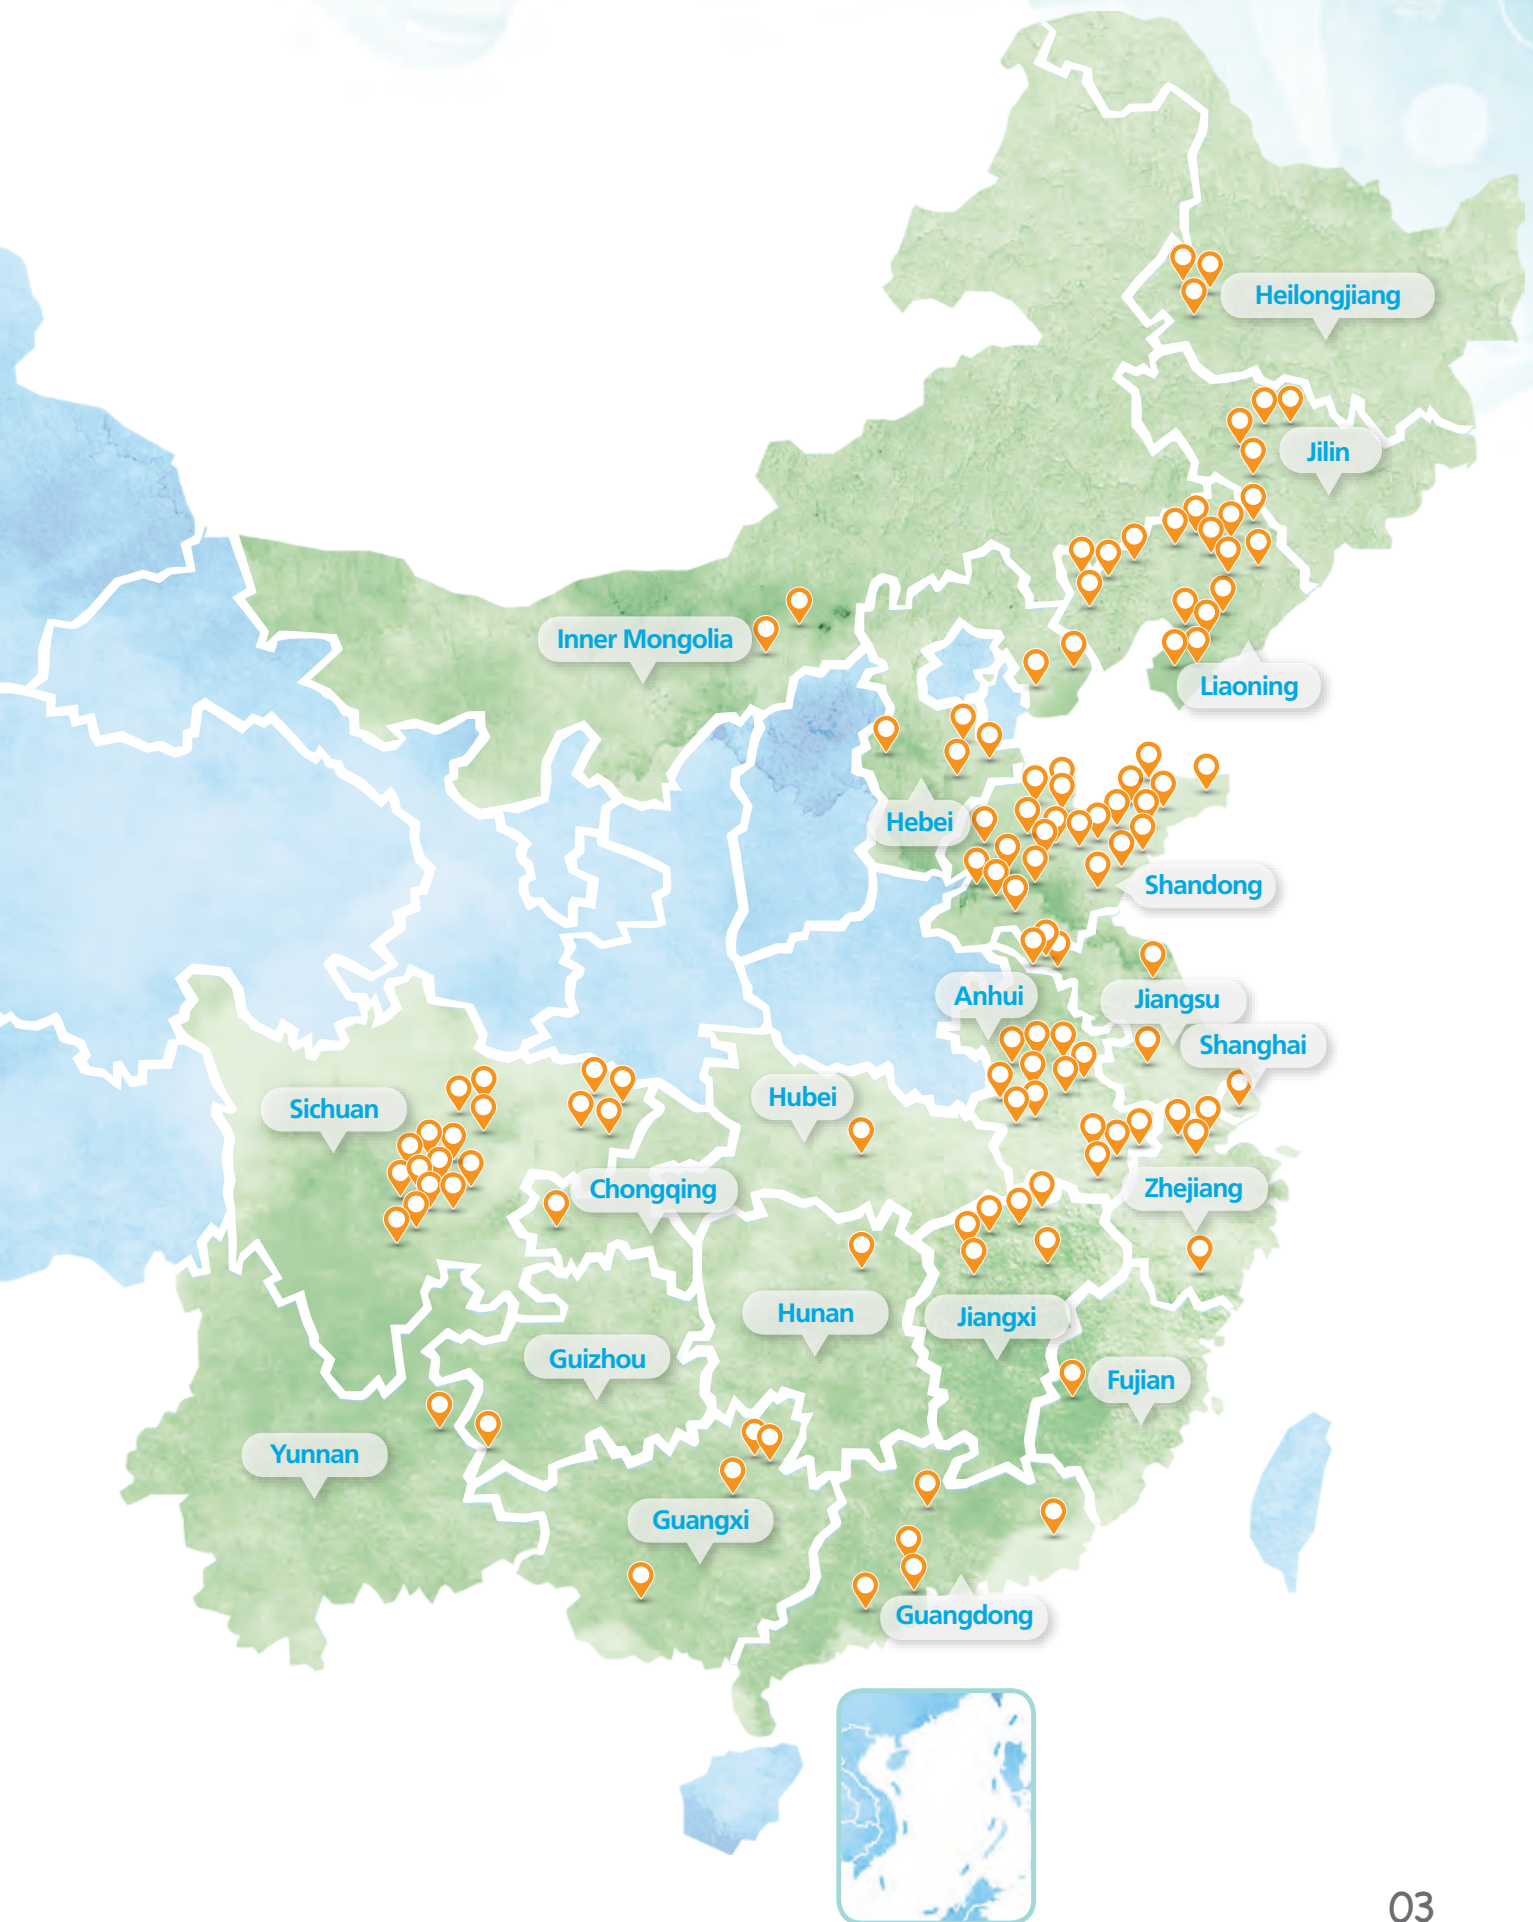 Heilongjiang
Jilin
Inner Mongolia
Liaoning
Hebei
Shandong
Anhui
Jiangsu
Shanghai
Sichuan
Hubei
Chongqing
Zhejiang
Hunan
Jiangxi
Guizhou
Fujian
Yunnan
Guangxi
Guangdong
03